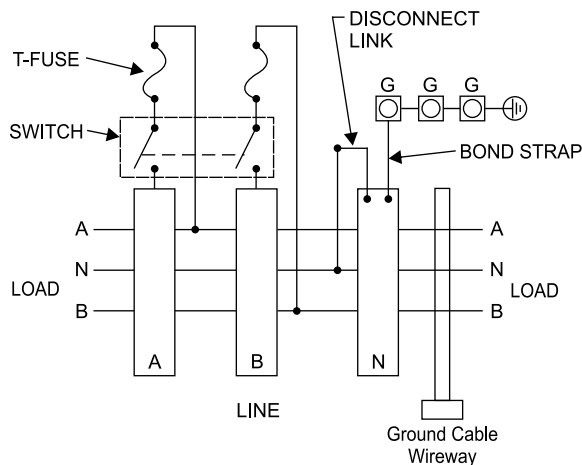 DISCONNECT
LINK
T-FUSE
G G G
SWITCH
BOND STRAP
A A
N N
LOAD LOAD
B B
A B N
LINE
Ground Cable
Wireway